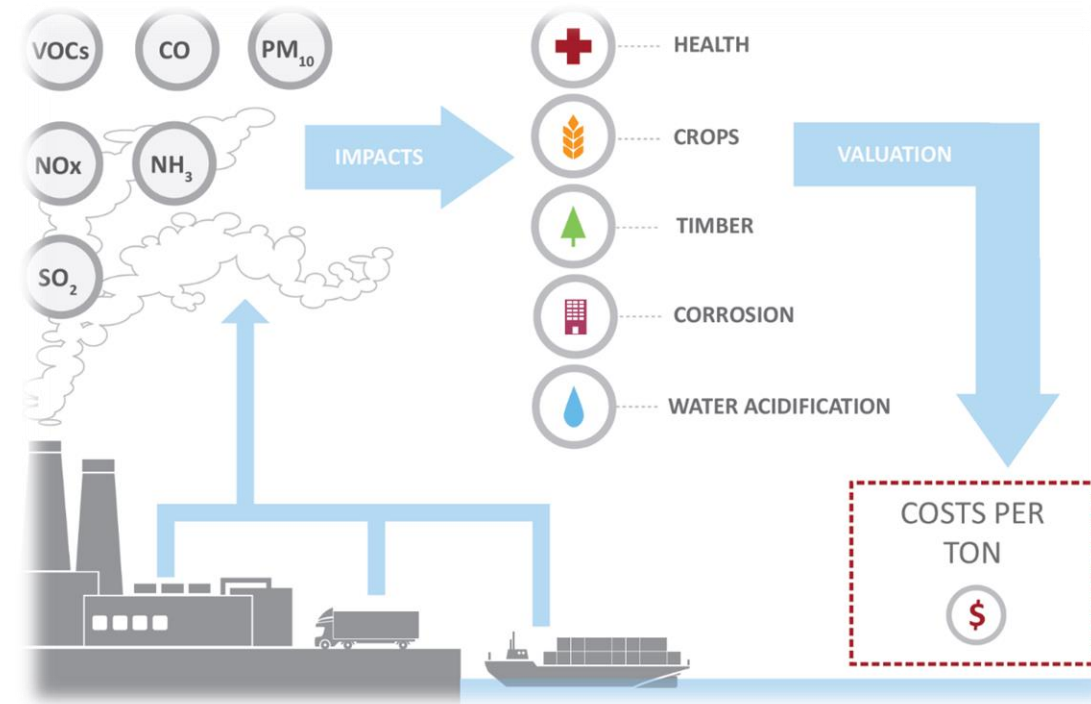 VOCs
CO
PM₁₀
NOx
NH₃
SO₂
IMPACTS
HEALTH
CROPS
TIMBER
CORROSION
WATER ACIDIFICATION
VALUATION
COSTS PER
TON
$